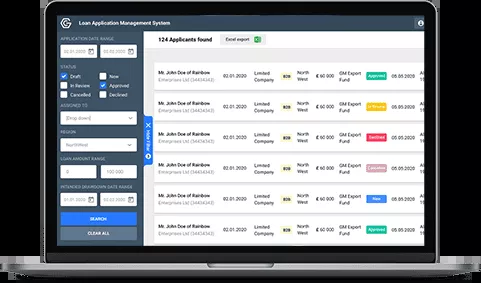 Loan Application Management System
APPLICATION DATE RANGE
02.01.2020
02.01.2020
STATUS
Draft
New
In Review
Approved
Cancelled
Declined
ASSIGNED TO
Drop down
REGION
NorthWest
LOAN AMOUNT RANGE
0
100 000
INTENDED DRAWDOWN DATE RANGE
02.01.2020
02.01.2020
SEARCH
CLEAR ALL
Hide Filter
124 Applicants found
Excel export
Mr. John Doe of Rainbow
Enterprises Ltd (34434343)
02.01.2020
Limited
Company
B2B
North
West
£ 60 000
GM Export
Fund
Approved
05.05.2020
Mr. John Doe of Rainbow
Enterprises Ltd (34434343)
02.01.2020
Limited
Company
B2B
North
West
£ 60 000
GM Export
Fund
05.05.2020
Mr. John Doe of Rainbow
Enterprises Ltd (34434343)
02.01.2020
Limited
Company
B2B
North
West
£ 60 000
GM Export
Fund
Declined
05.05.2020
Mr. John Doe of Rainbow
Enterprises Ltd (34434343)
02.01.2020
Limited
Company
B2B
North
West
£ 60 000
GM Export
Fund
Cancelled
05.05.2020
Mr. John Doe of Rainbow
Enterprises Ltd (34434343)
02.01.2020
Limited
Company
B2B
North
West
£ 60 000
GM Export
Fund
New
05.05.2020
Mr. John Doe of Rainbow
Enterprises Ltd (34434343)
02.01.2020
Limited
Company
B2B
North
West
£ 60 000
GM Export
Fund
Approved
05.05.2020